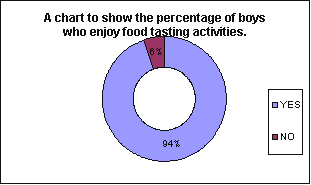 A chart to show the percentage of boys
who enjoy food tasting activities.
6%
94%
YES
NO